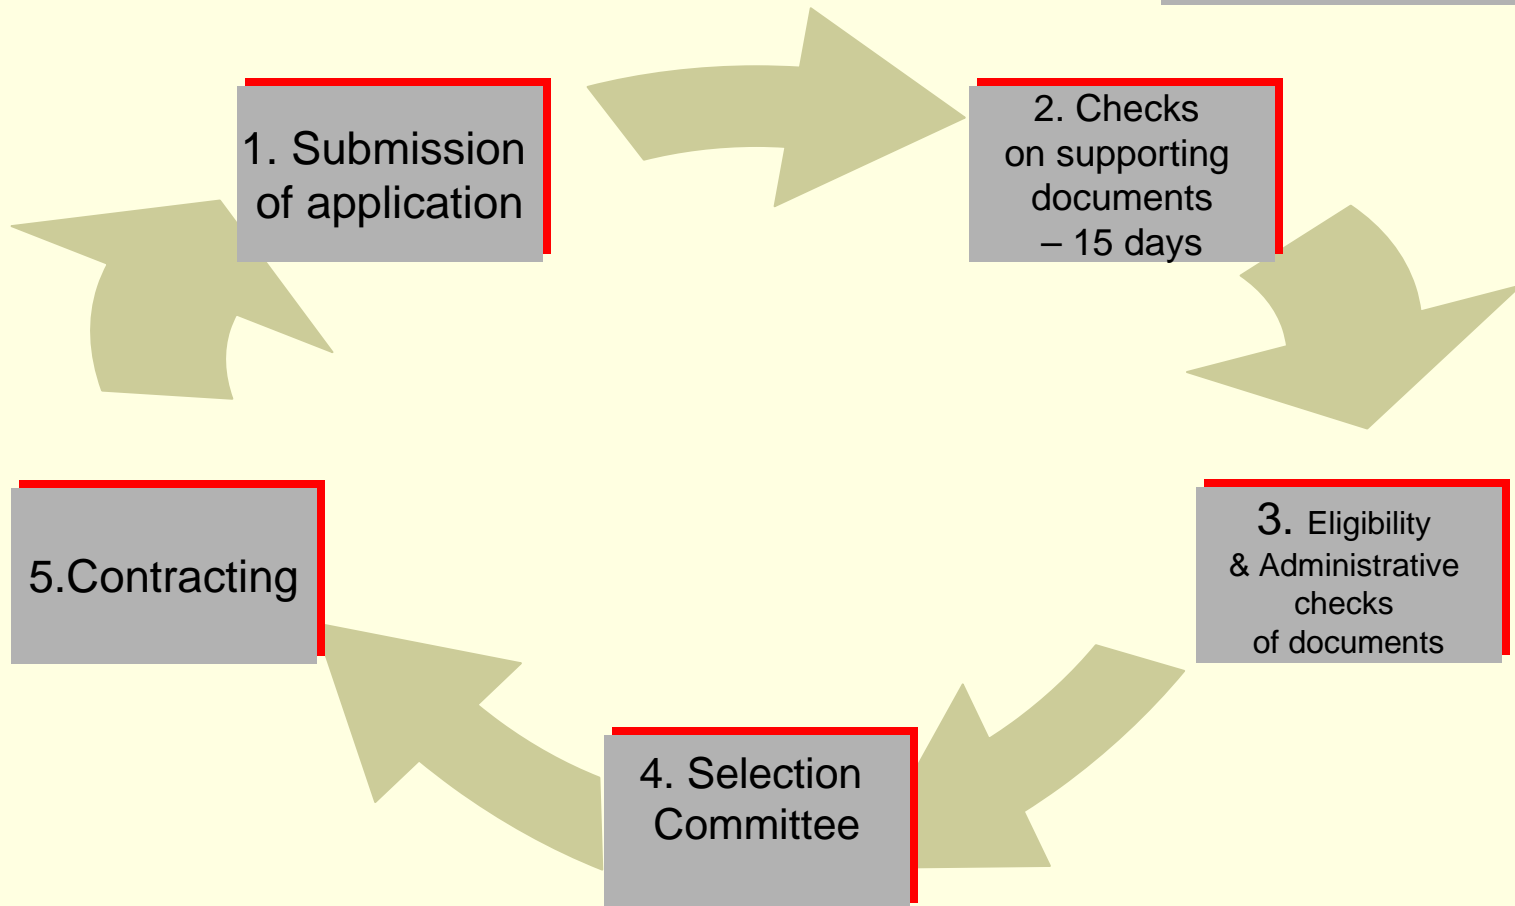 1. Submission
of application
2. Checks
on supporting
documents
– 15 days
3. Eligibility
& Administrative
checks
of documents
4. Selection
Committee
5.Contracting